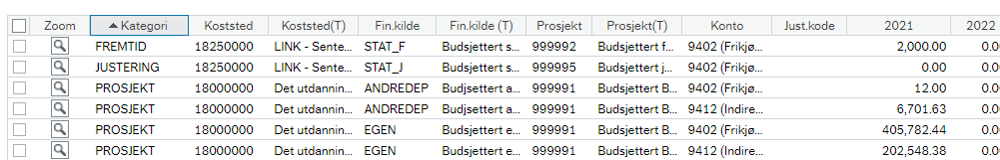 Zoom Kategori Koststed Koststed(T) Fin.kilde Fin.kilde (T) Prosjekt Prosjekt(T) Konto Just.kode 2021 2022
FREMTID 18250000 LINK - Sente... STAT_F Budsjettert s... 999992 Budsjettert f... 9402 (Frikjø... 2,000.00 0.0
JUSTERING 18250000 LINK - Sente... STAT_J Budsjettert s... 999995 Budsjettert j... 9402 (Frikjø... 0.00 0.0
PROSJEKT 18000000 Det utdannin... ANDREDEP Budsjettert a... 999991 Budsjettert B... 9402 (Frikjø... 12.00 0.0
PROSJEKT 18000000 Det utdannin... ANDREDEP Budsjettert a... 999991 Budsjettert B... 9412 (Indire... 6,701.63 0.0
PROSJEKT 18000000 Det utdannin... EGEN Budsjettert e... 999991 Budsjettert B... 9402 (Frikjø... 405,782.44 0.0
PROSJEKT 18000000 Det utdannin... EGEN Budsjettert e... 999991 Budsjettert B... 9412 (Indire... 202,548.38 0.0